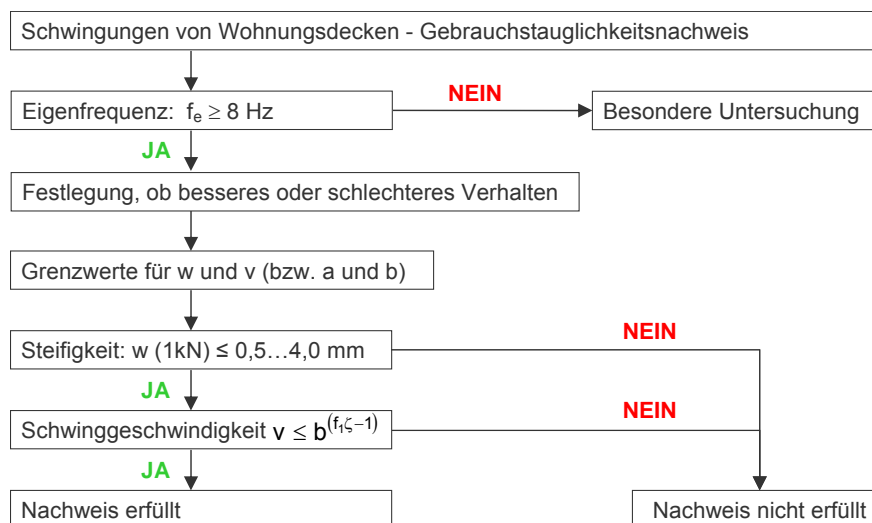 Schwingungen von Wohnungsdecken - Gebrauchstauglichkeitsnachweis
Eigenfrequenz: fₑ ≥ 8 Hz
NEIN
Besondere Untersuchung
JA
Festlegung, ob besseres oder schlechteres Verhalten
Grenzwerte für w und v (bzw. a und b)
NEIN
Steifigkeit: w (1kN) ≤ 0,5…4,0 mm
JA
NEIN
Schwinggeschwindigkeit v ≤ b^(f₁ζ−1)
JA
Nachweis erfüllt
Nachweis nicht erfüllt